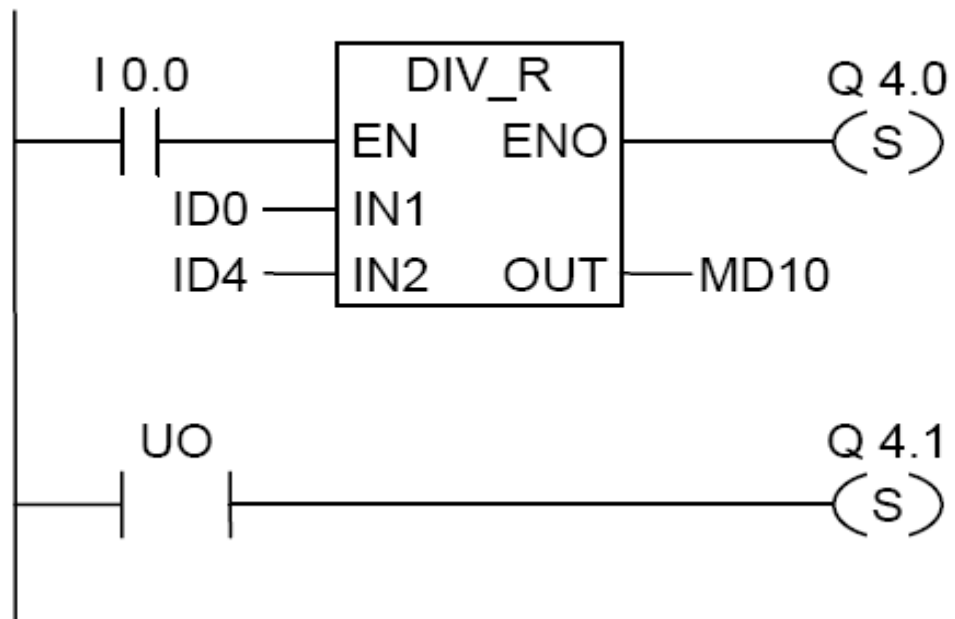 I 0.0 DIV_R Q 4.0
EN ENO S
ID0 IN1
ID4 IN2 OUT MD10
UO Q 4.1
S